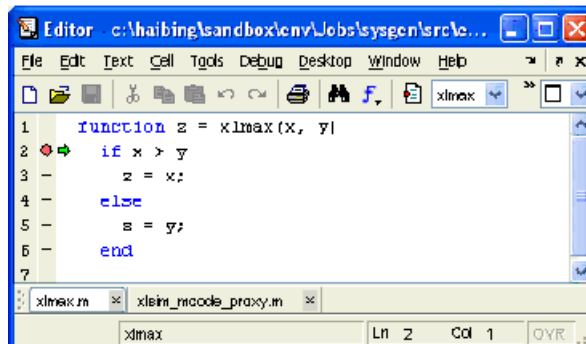 Editor - c:\haibing\sandbox\env\Jobs\sysgen\src\e...
File Edit Text Cell Tools Debug Desktop Window Help
xlmax
1 function z = xlmax(x, y)
2 if x > y
3 - z = x;
4 - else
5 - z = y;
6 - end
7
xlmax.m xlsim_mcode_proxy.m
xlmax Ln 2 Col 1 OVR